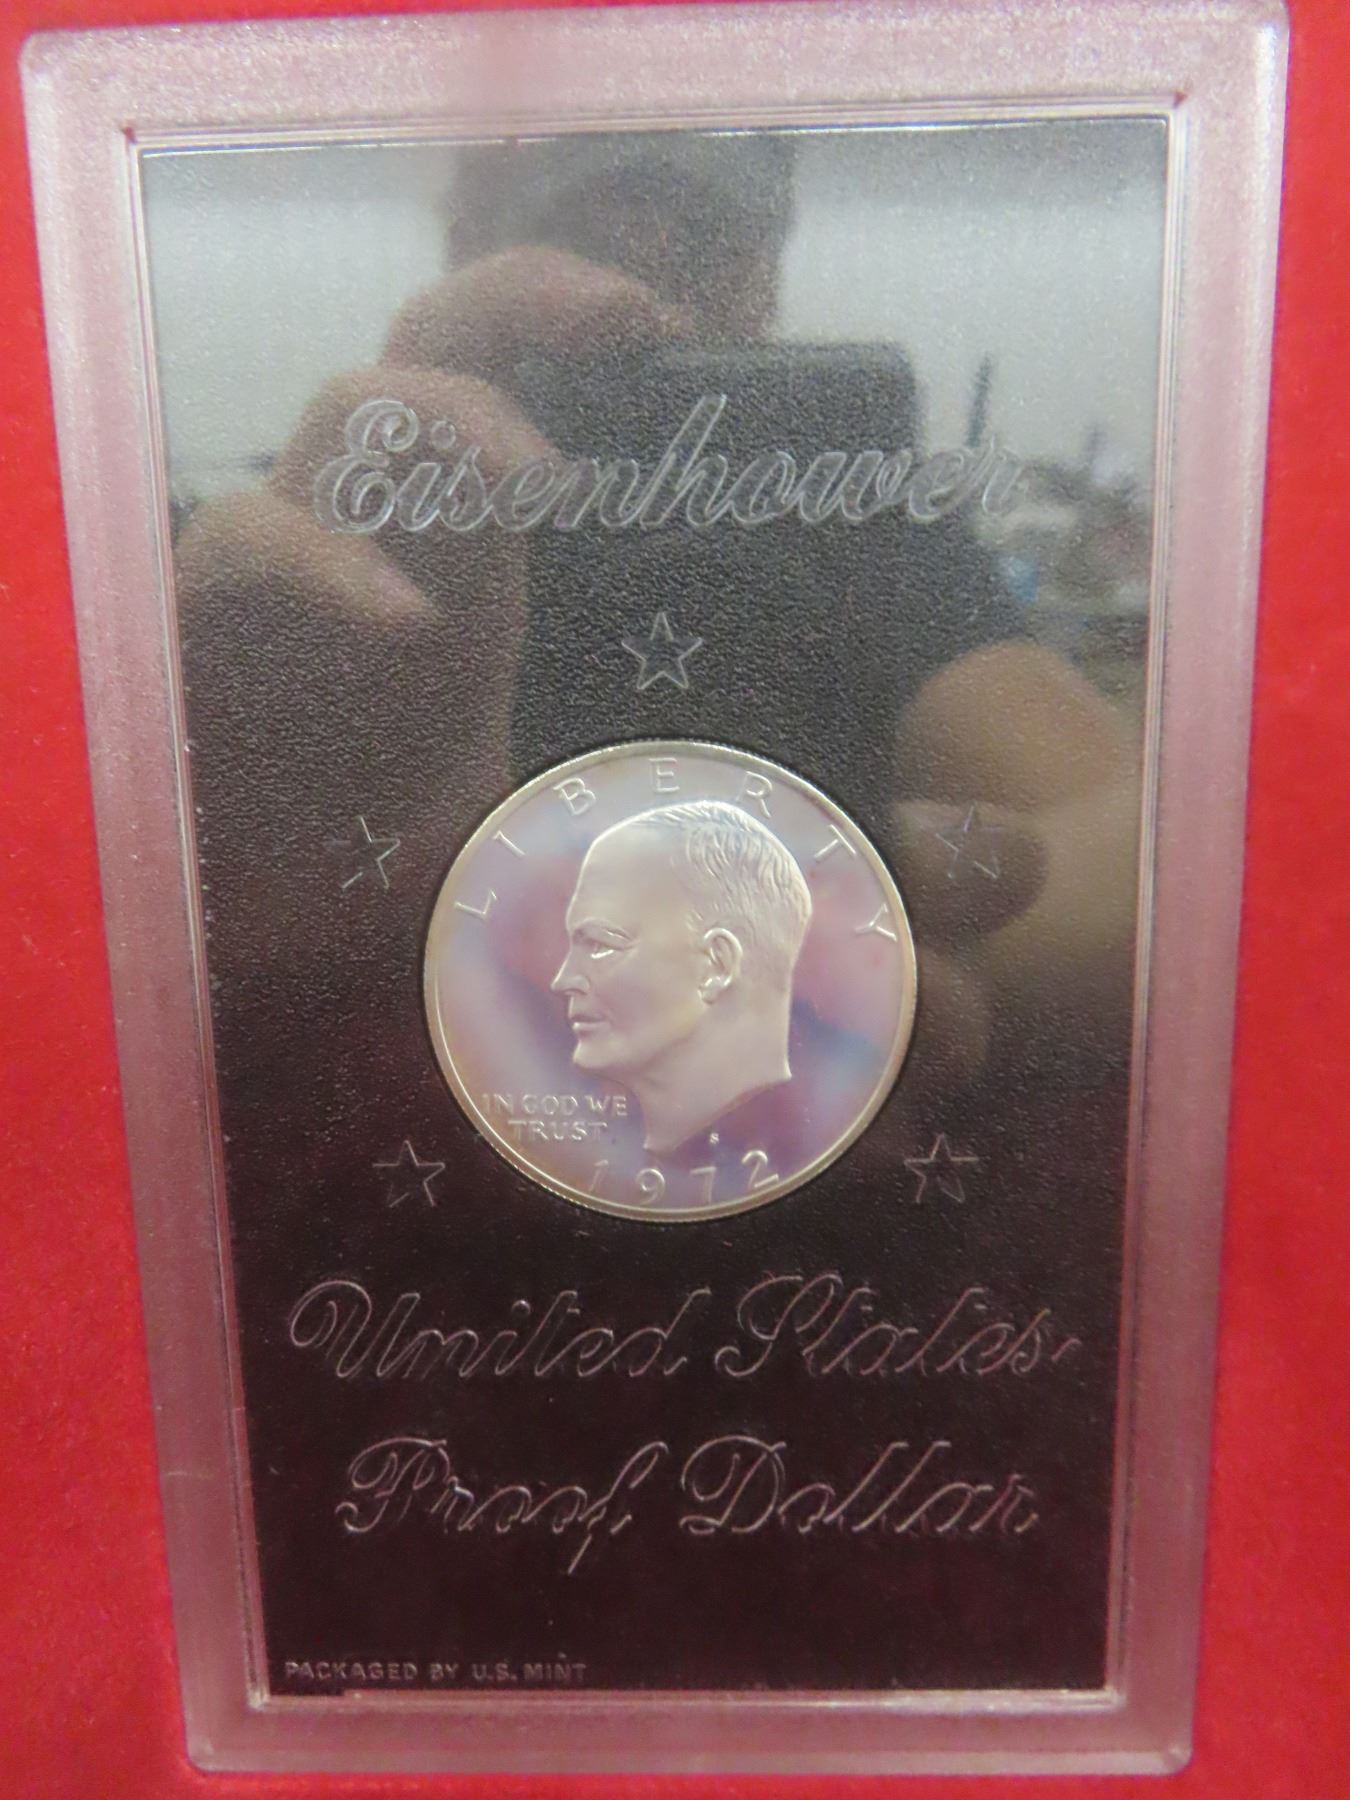 Eisenhower
LIBERTY
IN GOD WE
TRUST
S
1972
United States
Proof Dollar
PACKAGED BY U.S. MINT